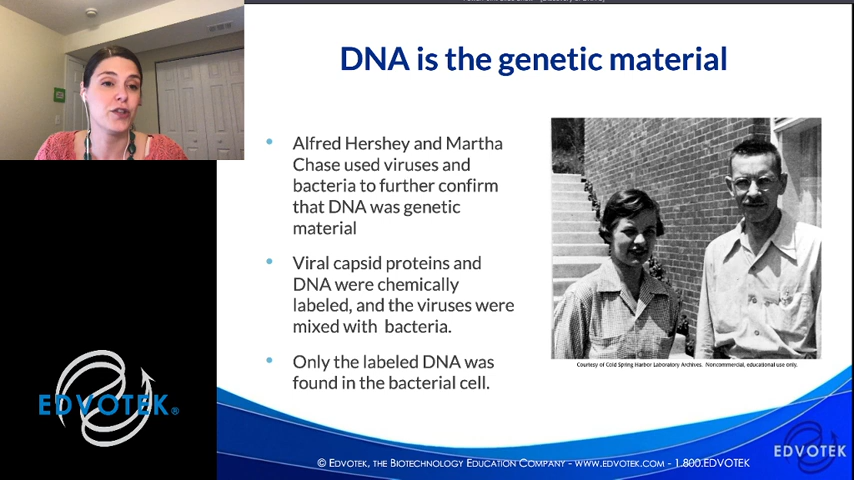 DNA is the genetic material
• Alfred Hershey and Martha
Chase used viruses and
bacteria to further confirm
that DNA was genetic
material
• Viral capsid proteins and
DNA were chemically
labeled, and the viruses were
mixed with bacteria.
• Only the labeled DNA was
found in the bacterial cell.
Courtesy of Cold Spring Harbor Laboratory Archives. Noncommercial, educational use only.
EDVOTEK®
© EDVOTEK, THE BIOTECHNOLOGY EDUCATION COMPANY - WWW.EDVOTEK.COM - 1.800.EDVOTEK
EDVOTEK